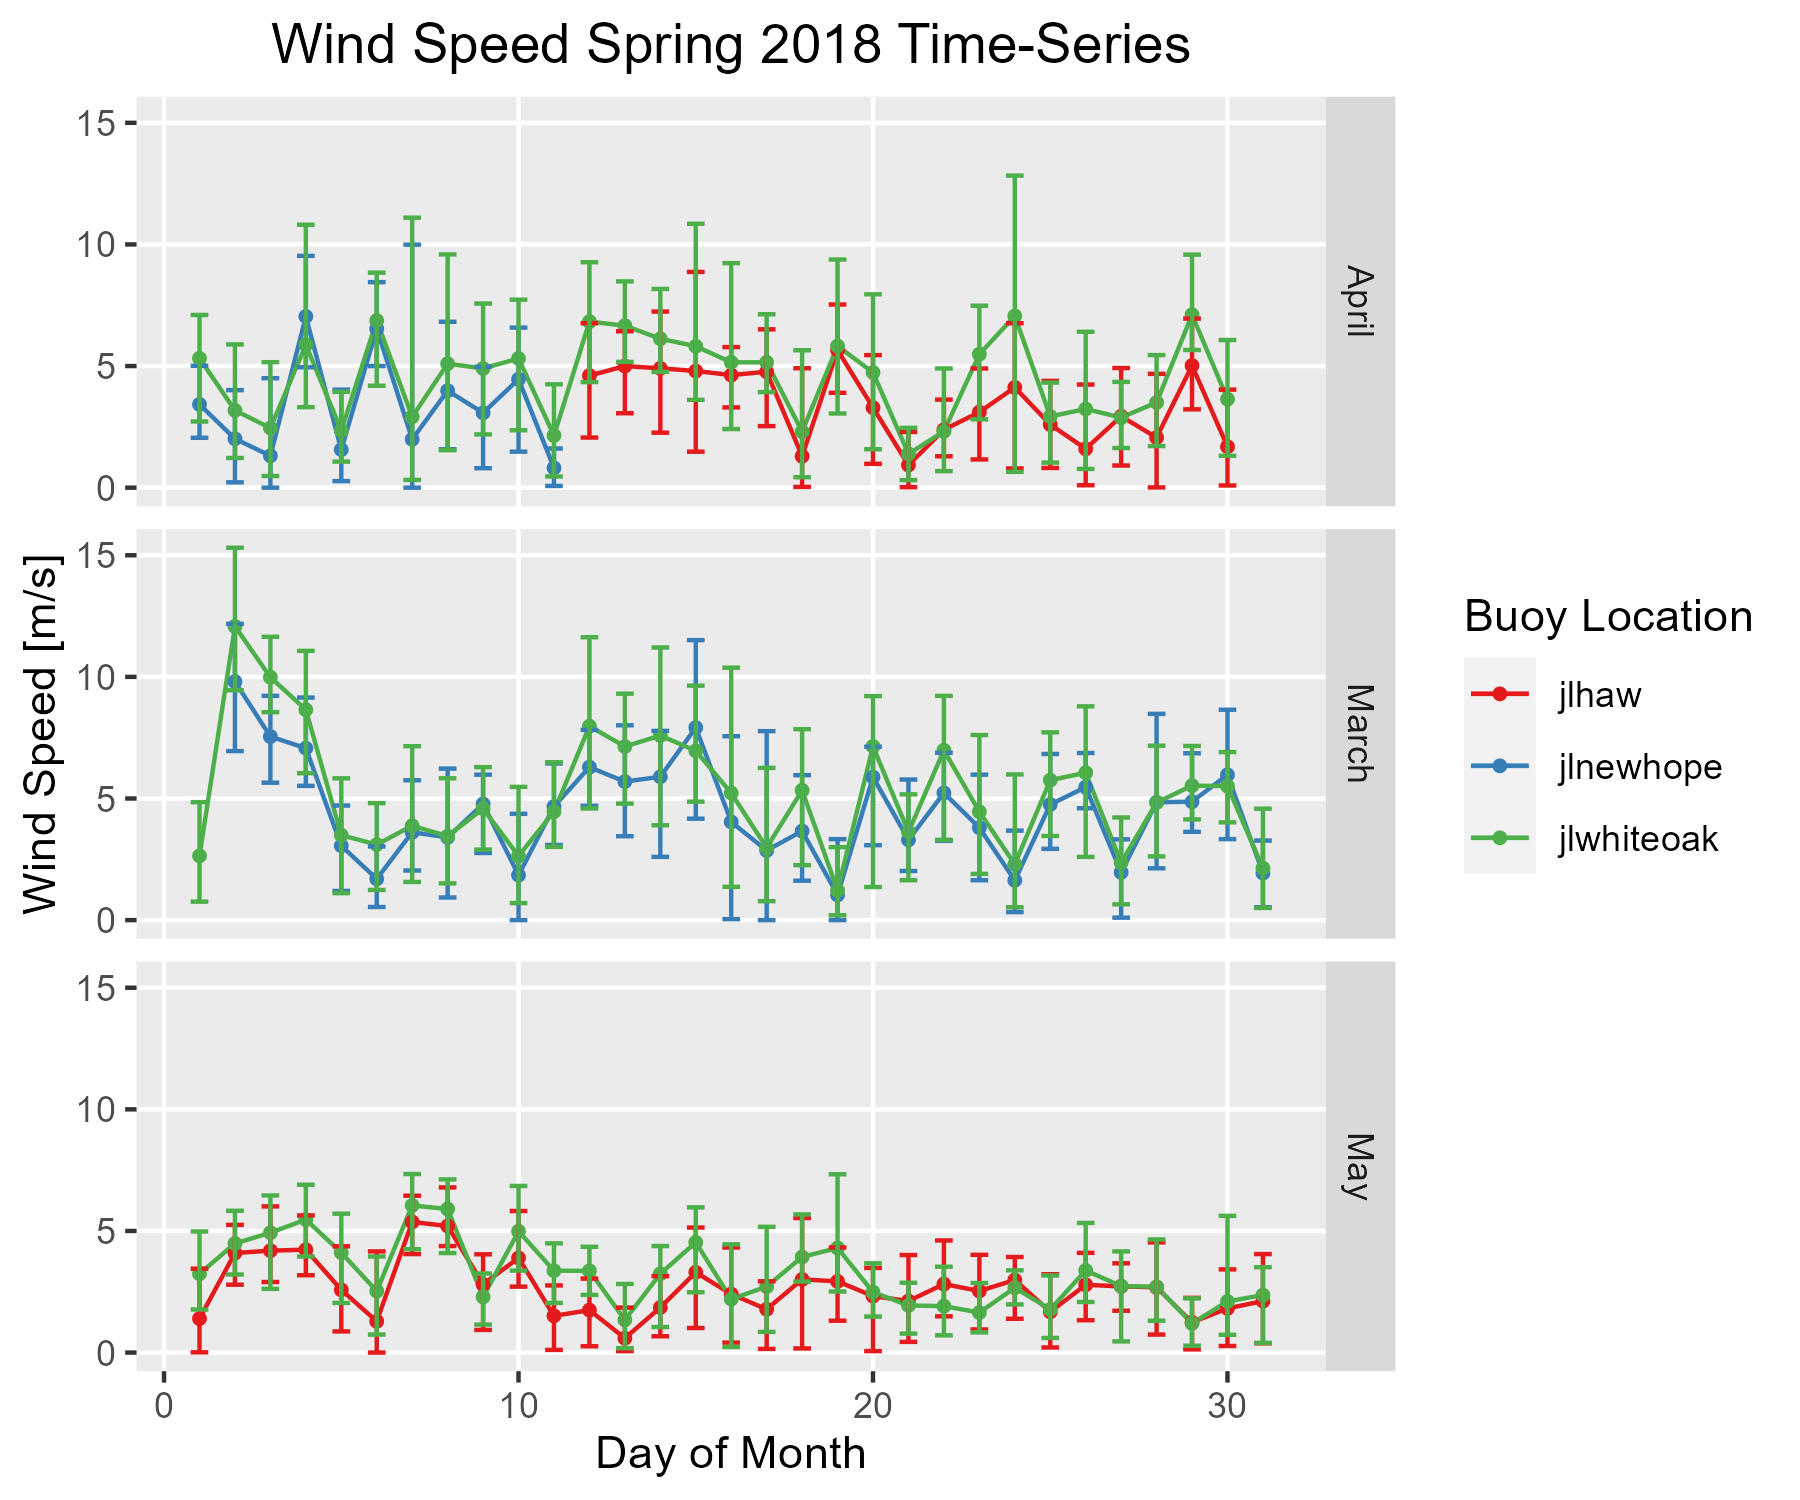 Wind Speed Spring 2018 Time-Series
15
10
5
0
April
Wind Speed [m/s]
15
10
5
0
March
15
10
5
0
May
0
10
20
30
Day of Month
Buoy Location
jlhaw
jlnewhope
jlwhiteoak